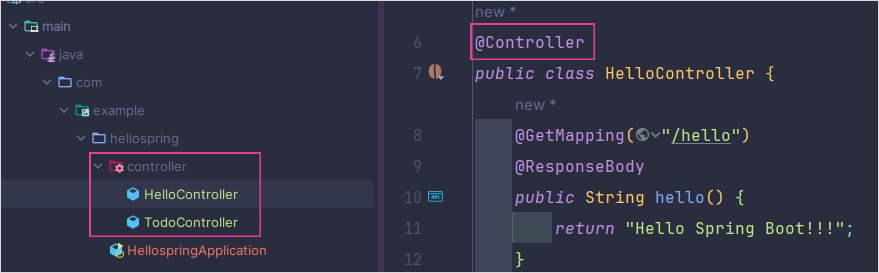 main
java
com
example
hellospring
controller
HelloController
TodoController
HellospringApplication
new *
6 @Controller
7 public class HelloController {
new *
8 @GetMapping("/hello")
9 @ResponseBody
10 API public String hello() {
11 return "Hello Spring Boot!!!";
12 }